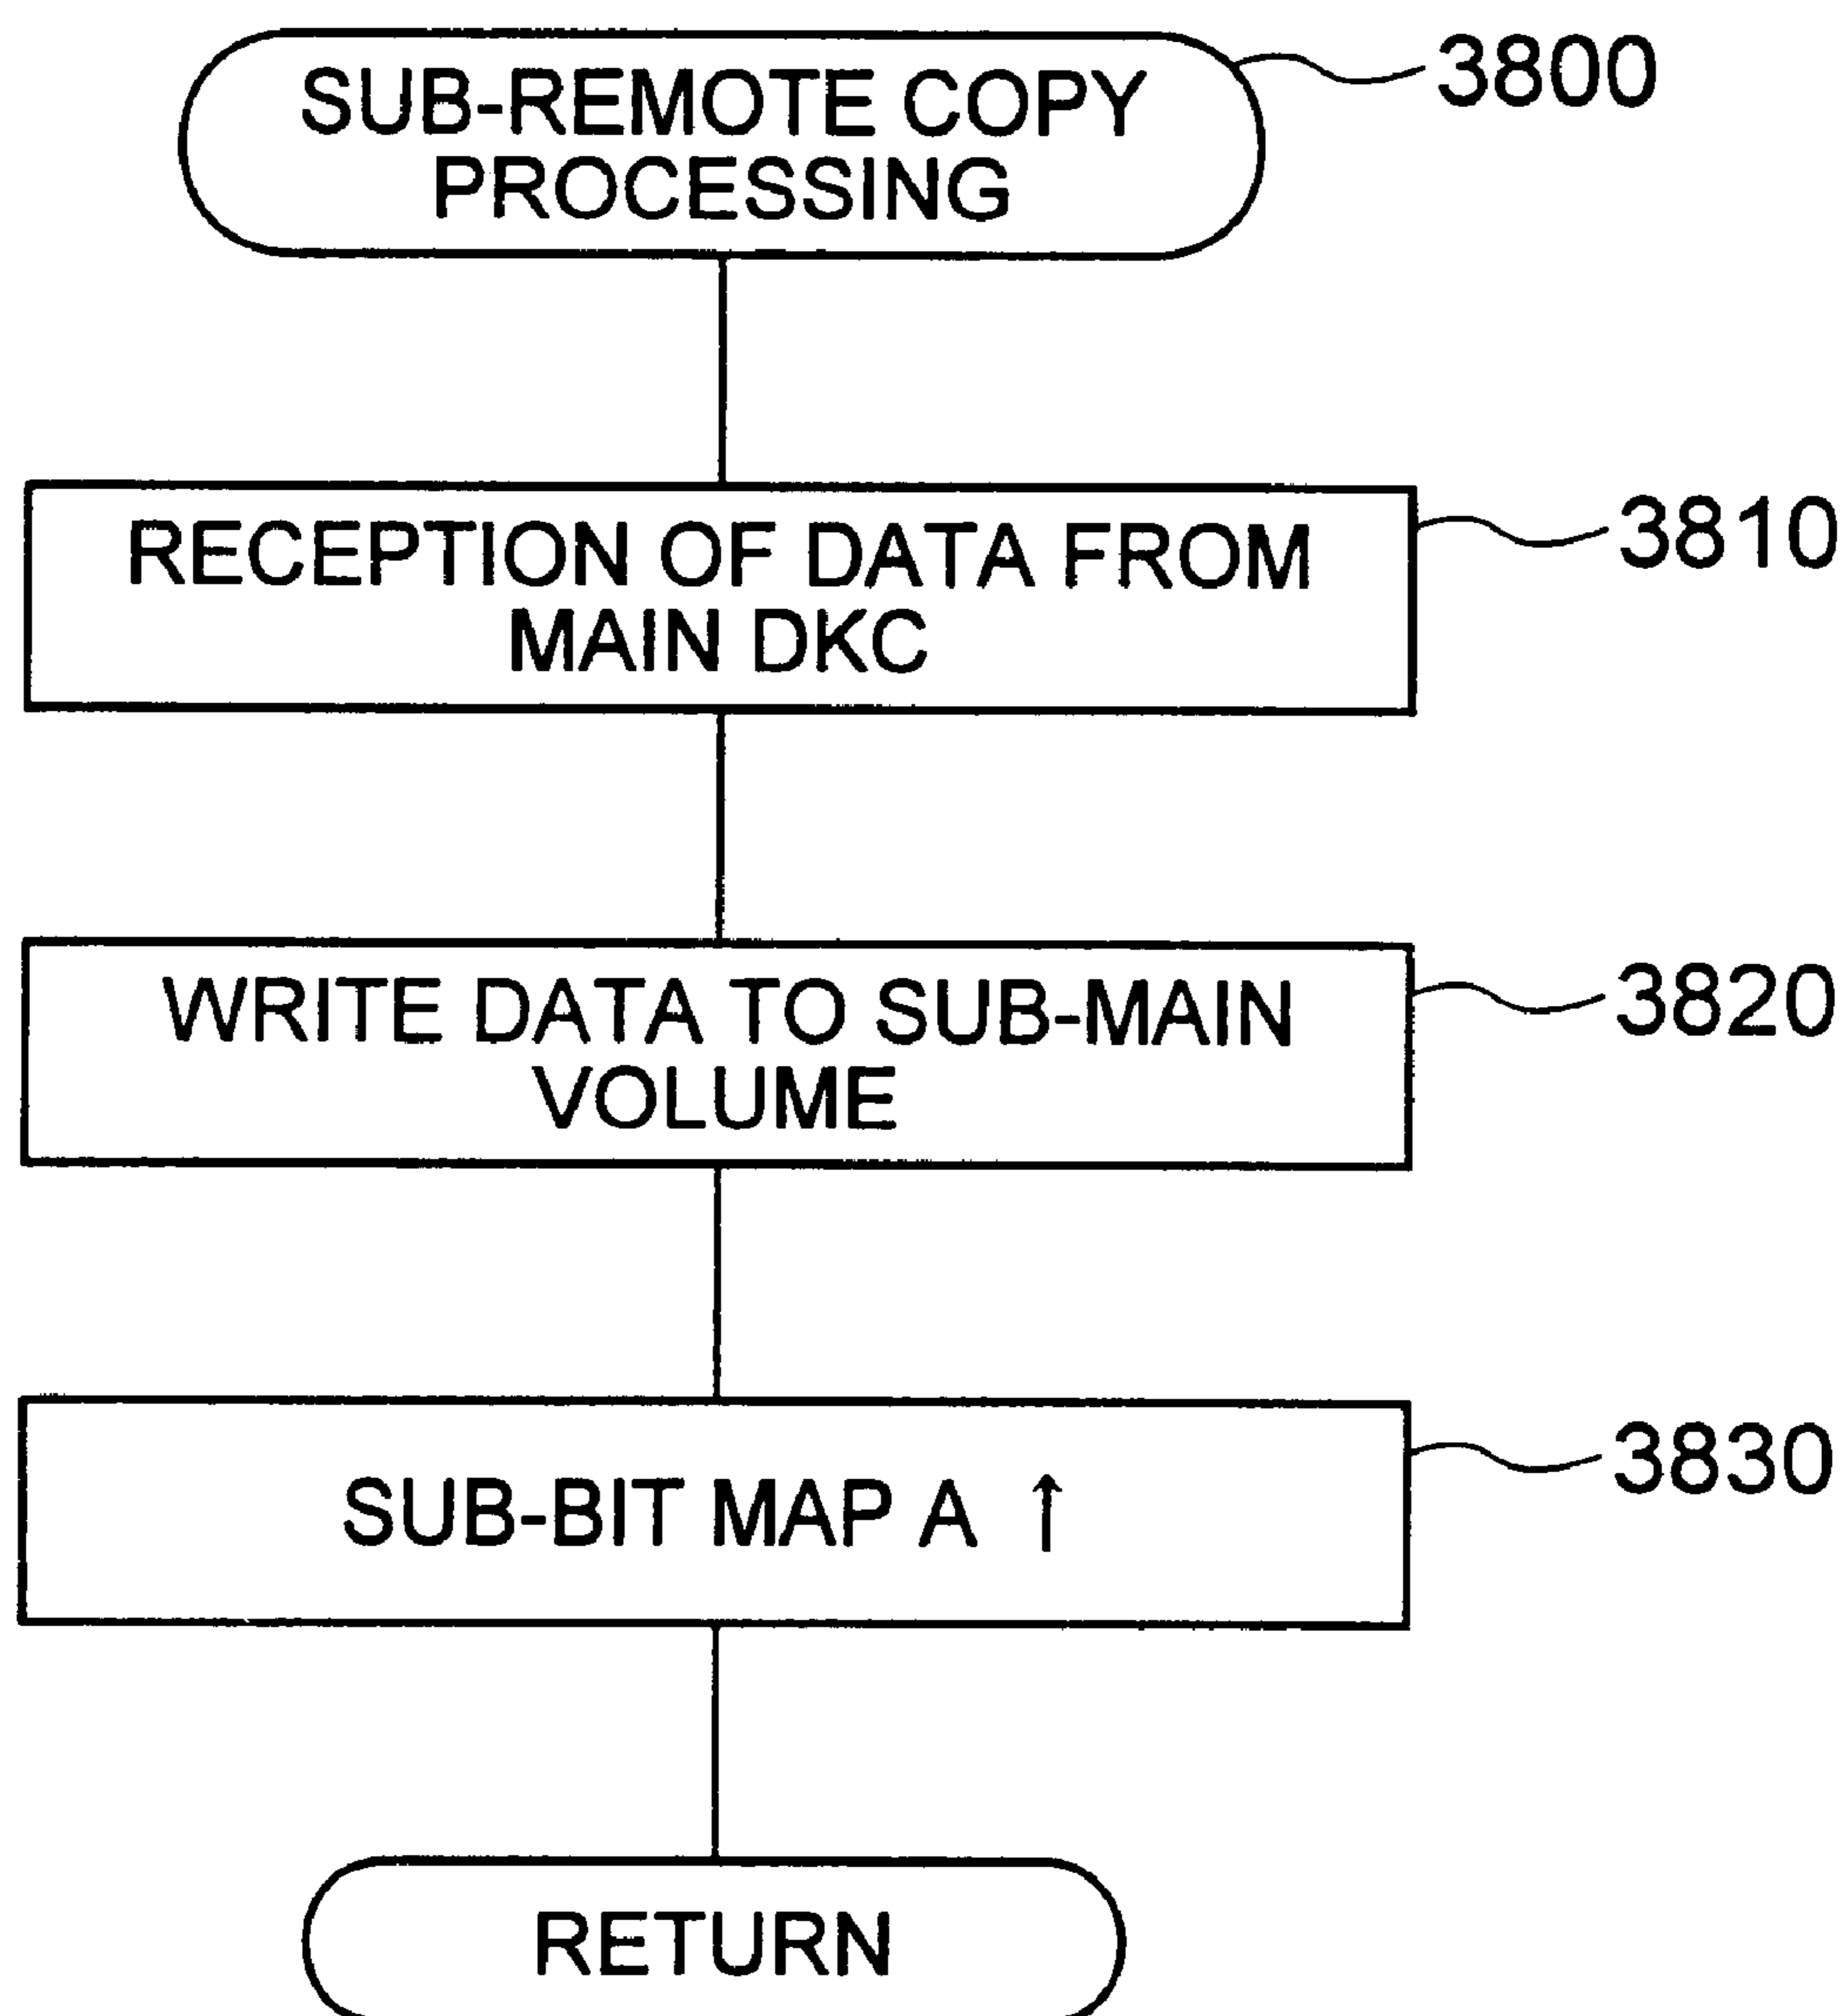 SUB-REMOTE COPY
PROCESSING
3800
RECEPTION OF DATA FROM
MAIN DKC
3810
WRITE DATA TO SUB-MAIN
VOLUME
3820
SUB-BIT MAP A ↑
3830
RETURN